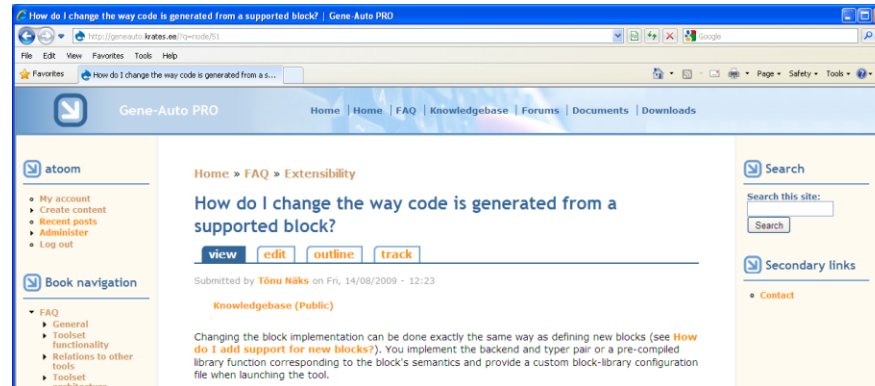 How do I change the way code is generated from a supported block? | Gene-Auto PRO
http://geneauto.krates.ee/?q=node/51
Google
File Edit View Favorites Tools Help
Favorites
How do I change the way code is generated from a s...
Page Safety Tools
Gene-Auto PRO
Home | Home | FAQ | Knowledgebase | Forums | Documents | Downloads
atoom
My account
Create content
Recent posts
Administer
Log out
Book navigation
FAQ
General
Toolset
functionality
Relations to other
tools
Toolset
architecture
Home » FAQ » Extensibility
How do I change the way code is generated from a
supported block?
view edit outline track
Submitted by Tõnu Näks on Fri, 14/08/2009 - 12:23
Knowledgebase (Public)
Changing the block implementation can be done exactly the same way as defining new blocks (see How
do I add support for new blocks?). You implement the backend and typer pair or a pre-compiled
library function corresponding to the block's semantics and provide a custom block-library configuration
file when launching the tool.
Search
Search this site:
Search
Secondary links
Contact